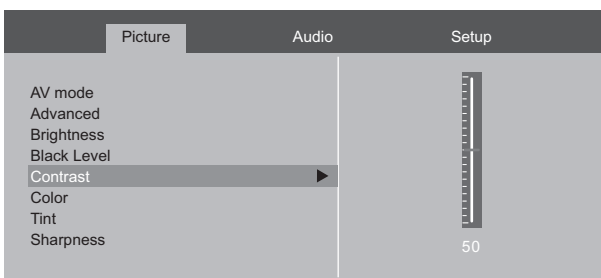 Picture Audio Setup
AV mode
Advanced
Brightness
Black Level
Contrast
Color
Tint
Sharpness
50